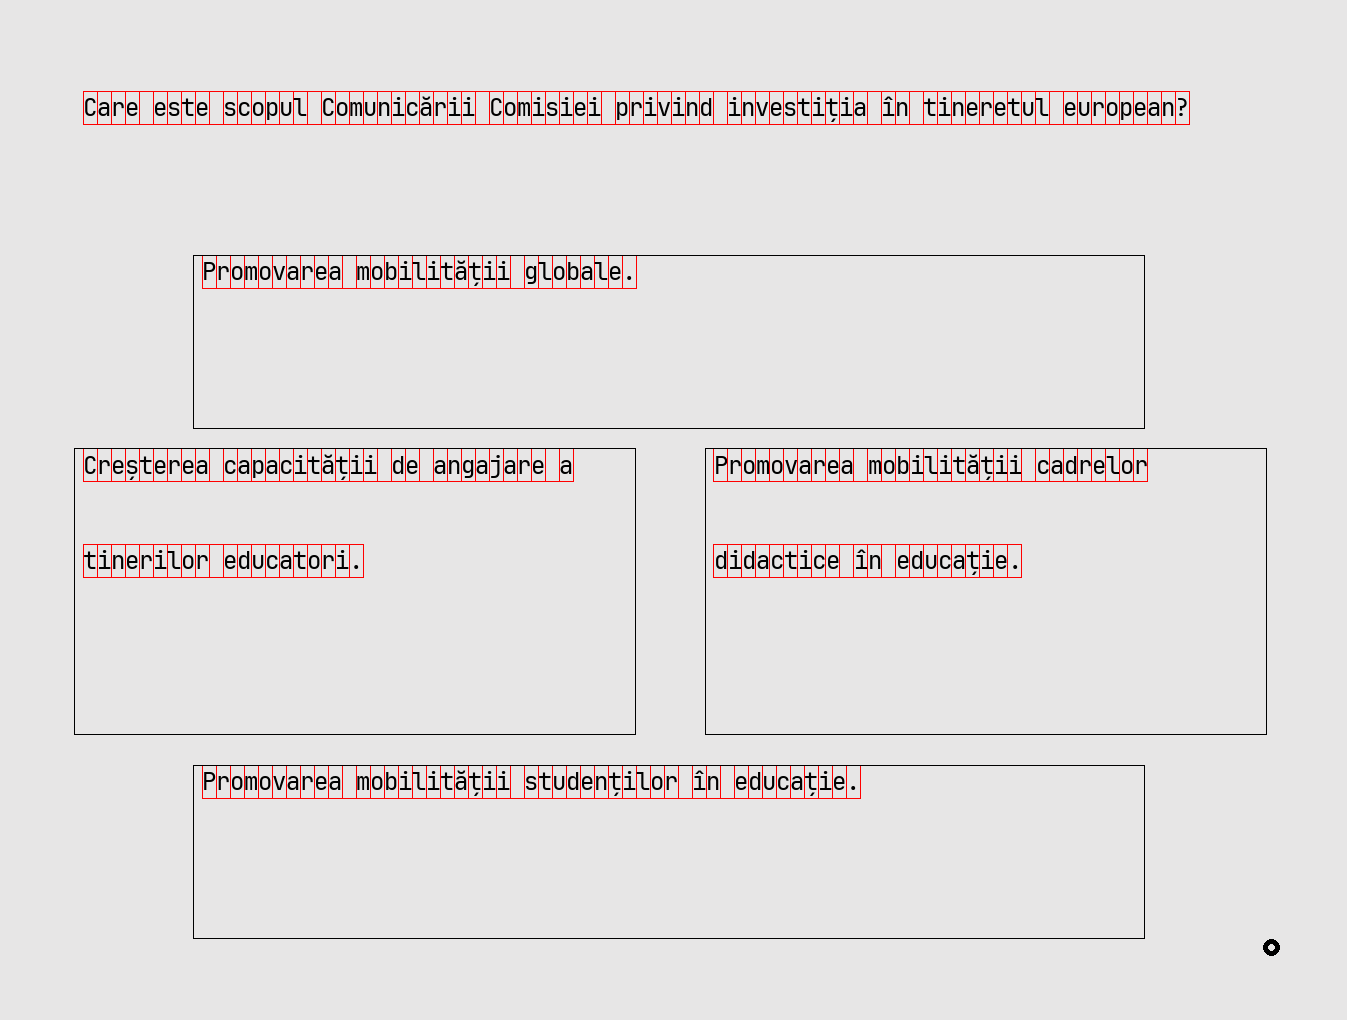 Care este scopul Comunicării Comisiei privind investiția în tineretul european?
Promovarea mobilității globale.
Creșterea capacității de angajare a
tinerilor educatori.
Promovarea mobilității cadrelor
didactice în educație.
Promovarea mobilității studenților în educație.